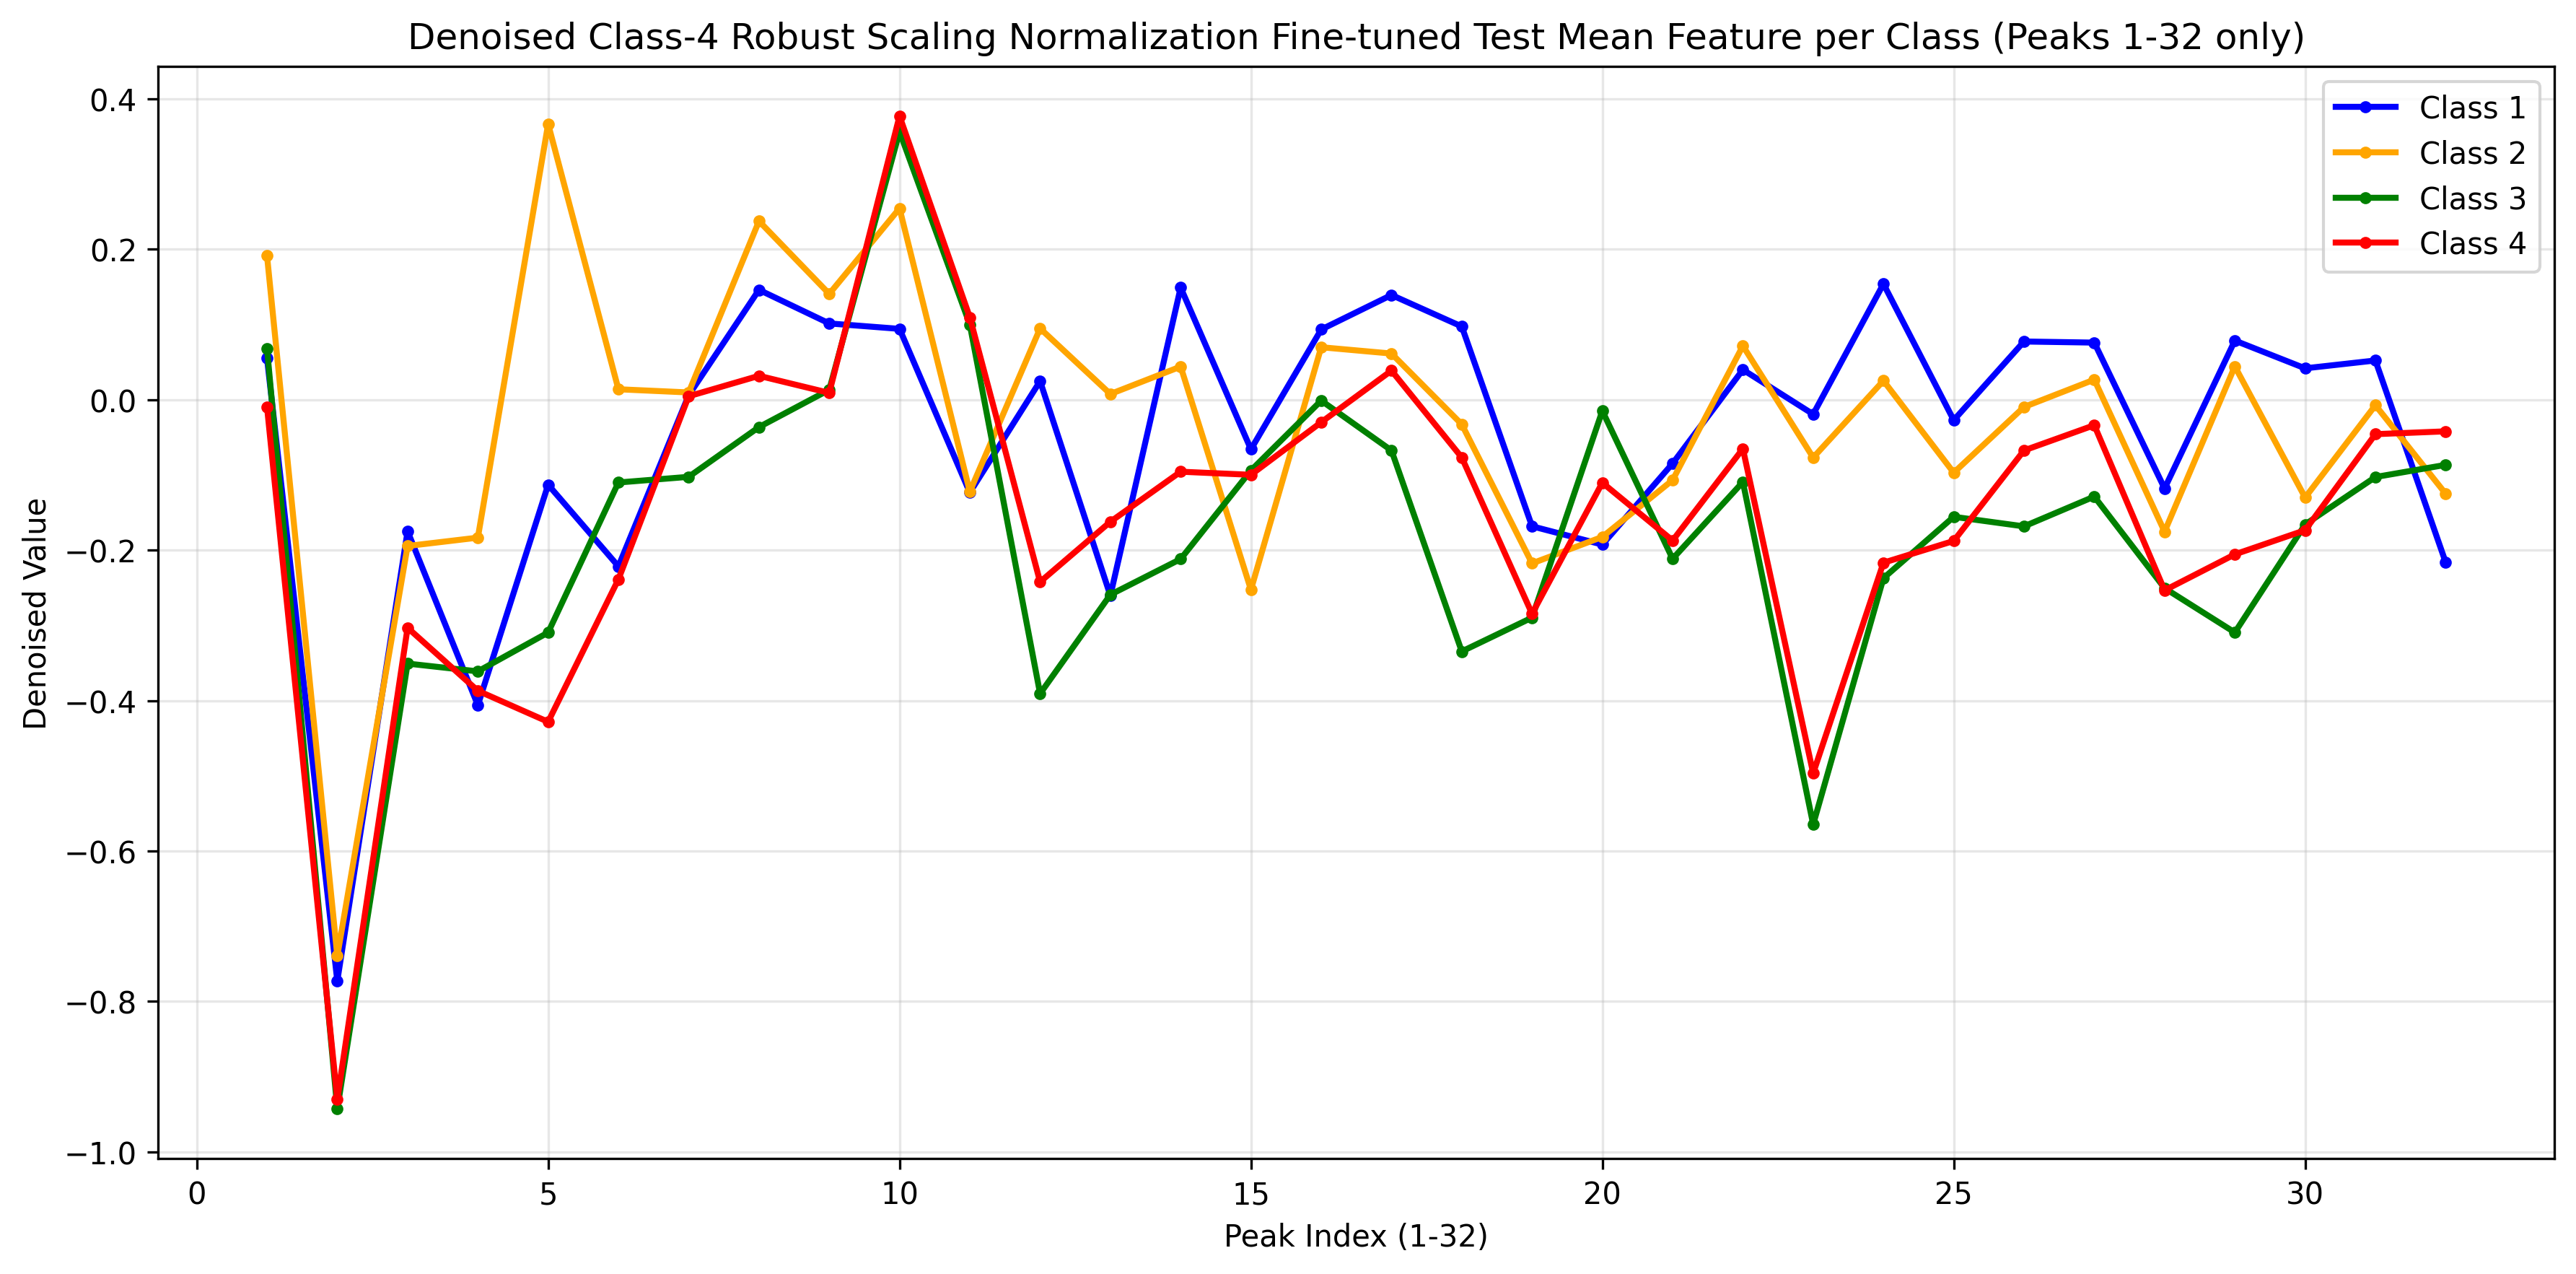 Denoised Class-4 Robust Scaling Normalization Fine-tuned Test Mean Feature per Class (Peaks 1-32 only)
Class 1
Class 2
Class 3
Class 4
Denoised Value
0.4
0.2
0.0
−0.2
−0.4
−0.6
−0.8
−1.0
0
5
10
15
20
25
30
Peak Index (1-32)